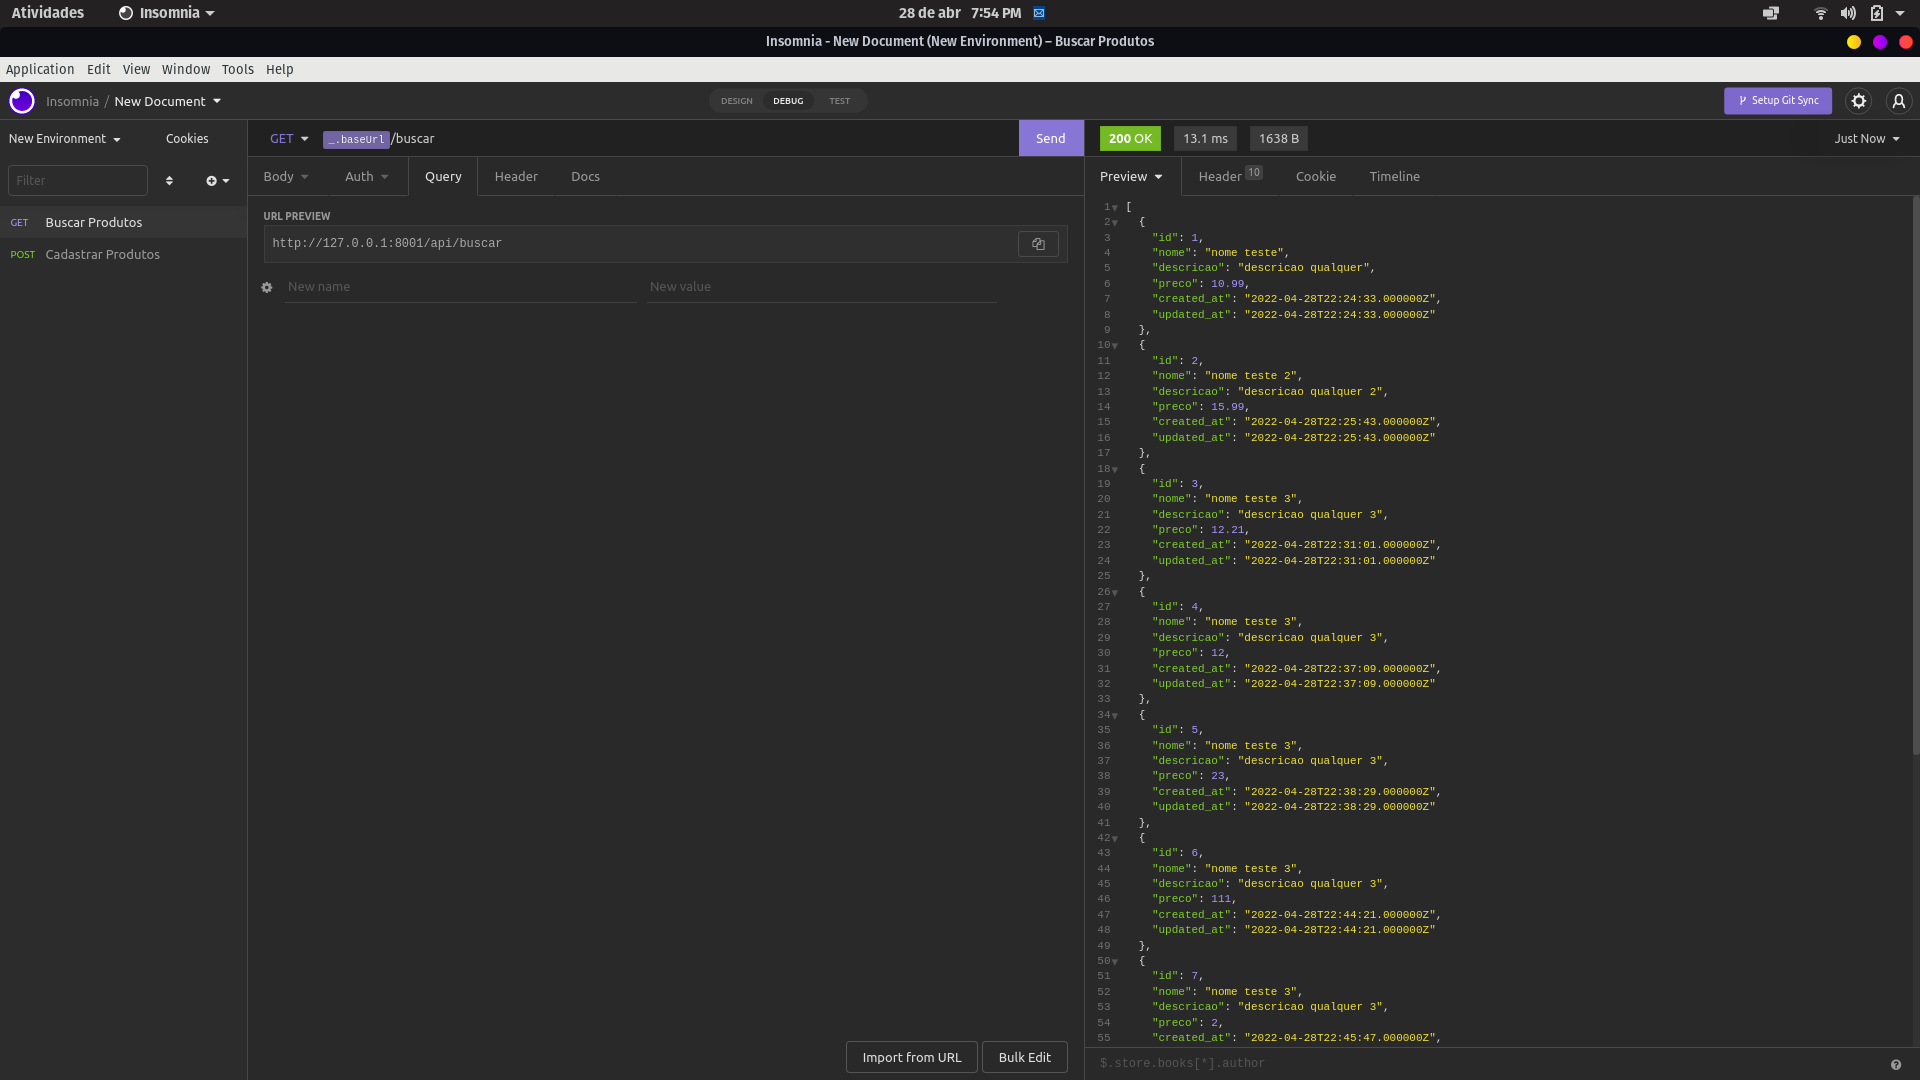 Atividades Insomnia 28 de abr 7:54 PM
Insomnia - New Document (New Environment) – Buscar Produtos
Application Edit View Window Tools Help
Insomnia / New Document DESIGN DEBUG TEST Setup Git Sync
New Environment Cookies
Filter
GET Buscar Produtos
POST Cadastrar Produtos
GET _.baseUrl /buscar Send
Body Auth Query Header Docs
URL PREVIEW
http://127.0.0.1:8001/api/buscar
New name New value
Import from URL Bulk Edit
200 OK 13.1 ms 1638 B Just Now
Preview Header 10 Cookie Timeline
1 [
2 {
3 "id": 1,
4 "nome": "nome teste",
5 "descricao": "descricao qualquer",
6 "preco": 10.99,
7 "created_at": "2022-04-28T22:24:33.000000Z",
8 "updated_at": "2022-04-28T22:24:33.000000Z"
9 },
10 {
11 "id": 2,
12 "nome": "nome teste 2",
13 "descricao": "descricao qualquer 2",
14 "preco": 15.99,
15 "created_at": "2022-04-28T22:25:43.000000Z",
16 "updated_at": "2022-04-28T22:25:43.000000Z"
17 },
18 {
19 "id": 3,
20 "nome": "nome teste 3",
21 "descricao": "descricao qualquer 3",
22 "preco": 12.21,
23 "created_at": "2022-04-28T22:31:01.000000Z",
24 "updated_at": "2022-04-28T22:31:01.000000Z"
25 },
26 {
27 "id": 4,
28 "nome": "nome teste 3",
29 "descricao": "descricao qualquer 3",
30 "preco": 12,
31 "created_at": "2022-04-28T22:37:09.000000Z",
32 "updated_at": "2022-04-28T22:37:09.000000Z"
33 },
34 {
35 "id": 5,
36 "nome": "nome teste 3",
37 "descricao": "descricao qualquer 3",
38 "preco": 23,
39 "created_at": "2022-04-28T22:38:29.000000Z",
40 "updated_at": "2022-04-28T22:38:29.000000Z"
41 },
42 {
43 "id": 6,
44 "nome": "nome teste 3",
45 "descricao": "descricao qualquer 3",
46 "preco": 111,
47 "created_at": "2022-04-28T22:44:21.000000Z",
48 "updated_at": "2022-04-28T22:44:21.000000Z"
49 },
50 {
51 "id": 7,
52 "nome": "nome teste 3",
53 "descricao": "descricao qualquer 3",
54 "preco": 2,
55 "created_at": "2022-04-28T22:45:47.000000Z",
$.store.books[*].author